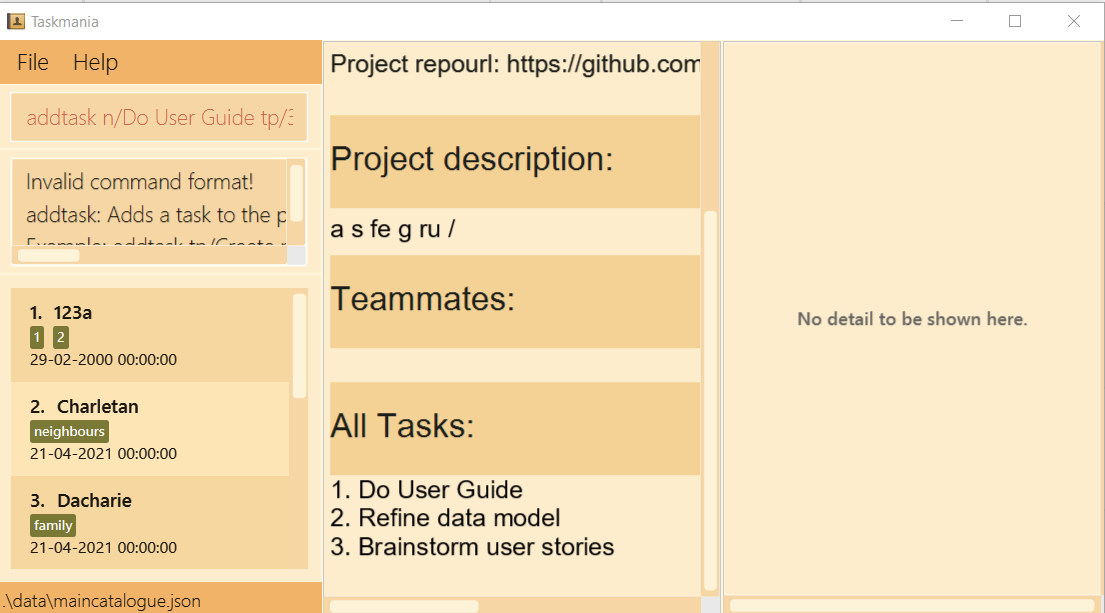 Taskmania
File Help
addtask n/Do User Guide tp/3
Invalid command format!
addtask: Adds a task to the p
Example: addtask tp/Create
1. 123a
1 2
29-02-2000 00:00:00
2. Charletan
neighbours
21-04-2021 00:00:00
3. Dacharie
family
21-04-2021 00:00:00
.\data\maincatalogue.json
Project repourl: https://github.com
Project description:
a s fe g ru /
Teammates:
All Tasks:
1. Do User Guide
2. Refine data model
3. Brainstorm user stories
No detail to be shown here.